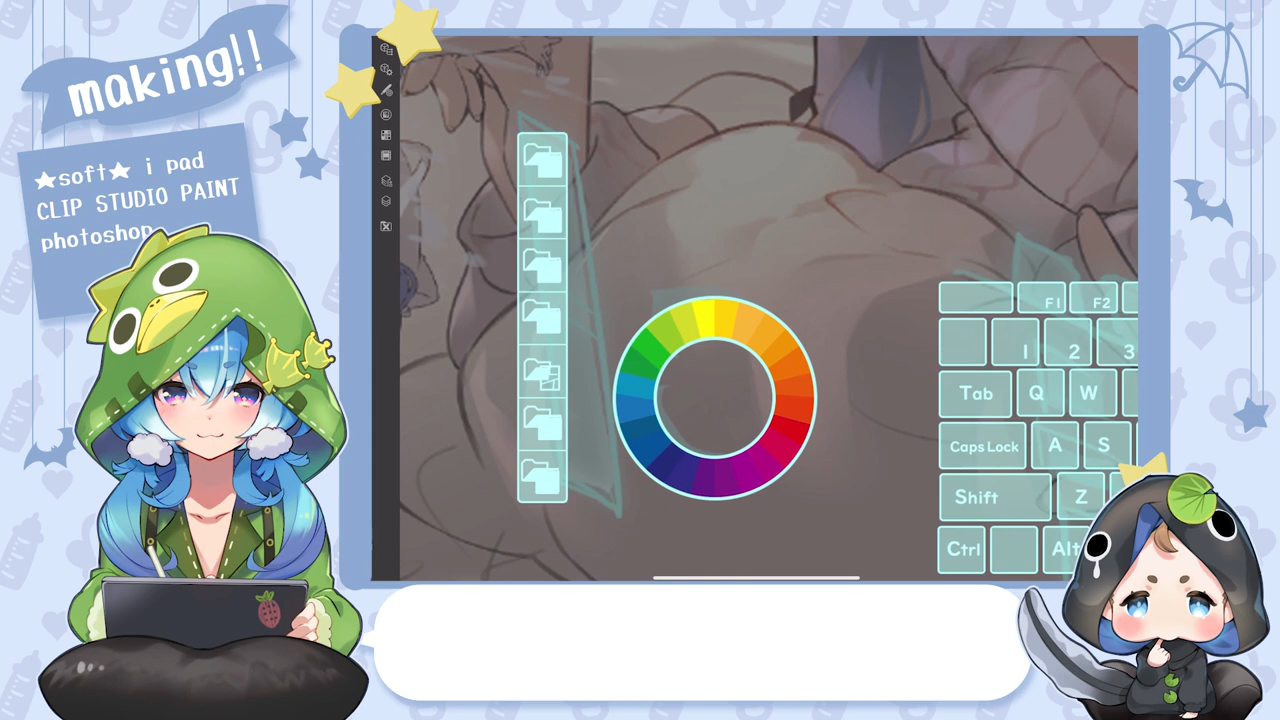 making!!
★soft★ i pad
CLIP STUDIO PAINT
photoshop
F1 F2
1 2 3
Tab Q W
Caps Lock A S
Shift Z
Ctrl Alt